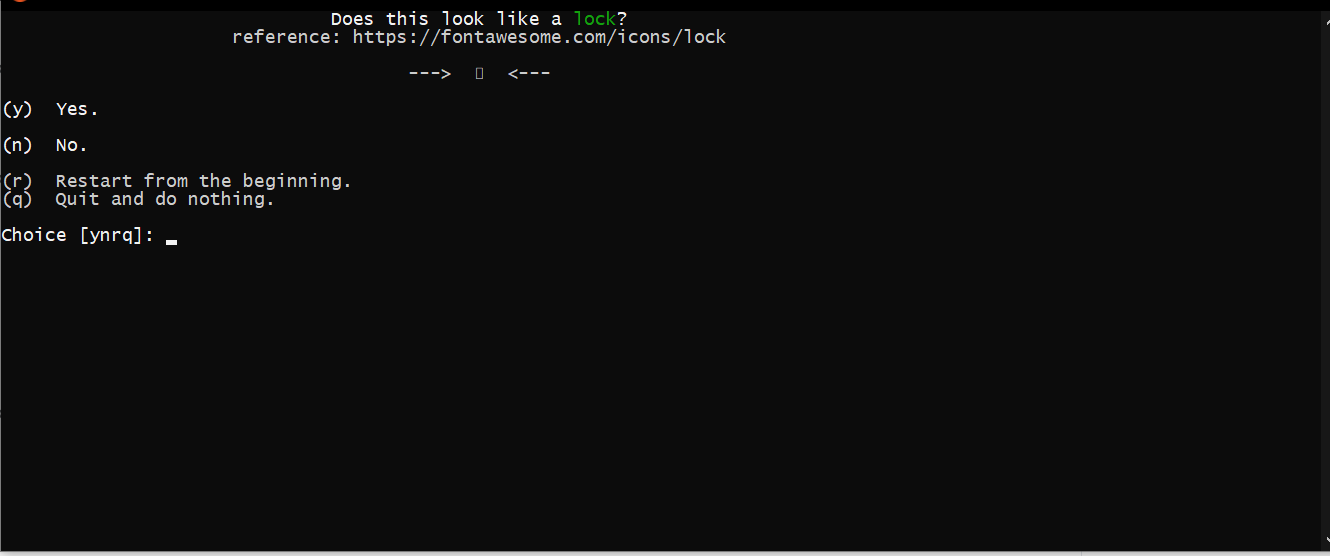 Does this look like a lock?
reference: https://fontawesome.com/icons/lock
--->  ▯  <---
(y)  Yes.
(n)  No.
(r)  Restart from the beginning.
(q)  Quit and do nothing.
Choice [ynrq]: